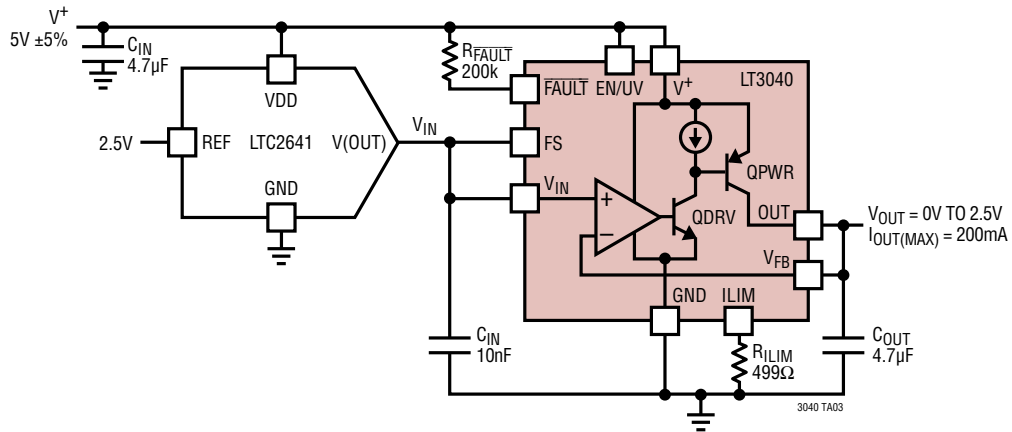 V+
5V ±5%
CIN
4.7µF
RFAULT
200k
VDD
2.5V
REF
LTC2641
V(OUT)
GND
VIN
LT3040
FAULT
EN/UV
V+
FS
VIN
+
−
QDRV
QPWR
OUT
VFB
GND
ILIM
VOUT = 0V TO 2.5V
IOUT(MAX) = 200mA
CIN
10nF
RILIM
499Ω
COUT
4.7µF
3040 TA03